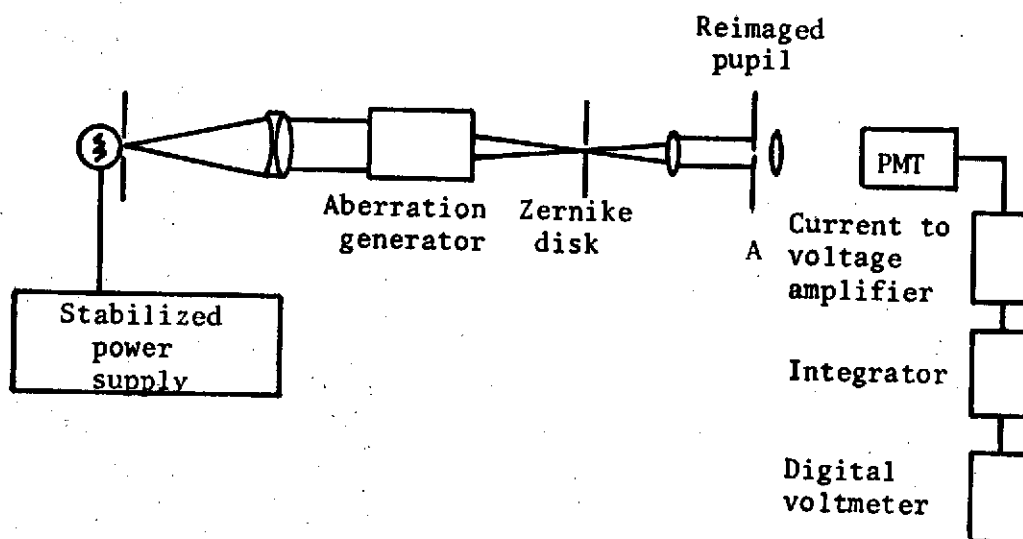 Reimaged
pupil
PMT
Aberration
generator
Zernike
disk
A
Current to
voltage
amplifier
Stabilized
power
supply
Integrator
Digital
voltmeter